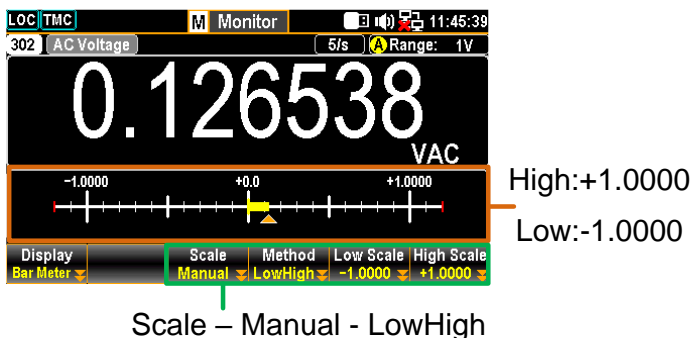 LOC TMC M Monitor 11:45:39
302 AC Voltage 5/s A Range: 1V
0.126538
VAC
-1.0000 +0.0 +1.0000
High:+1.0000
Low:-1.0000
Display Scale Method Low Scale High Scale
Bar Meter Manual LowHigh -1.0000 +1.0000
Scale – Manual - LowHigh